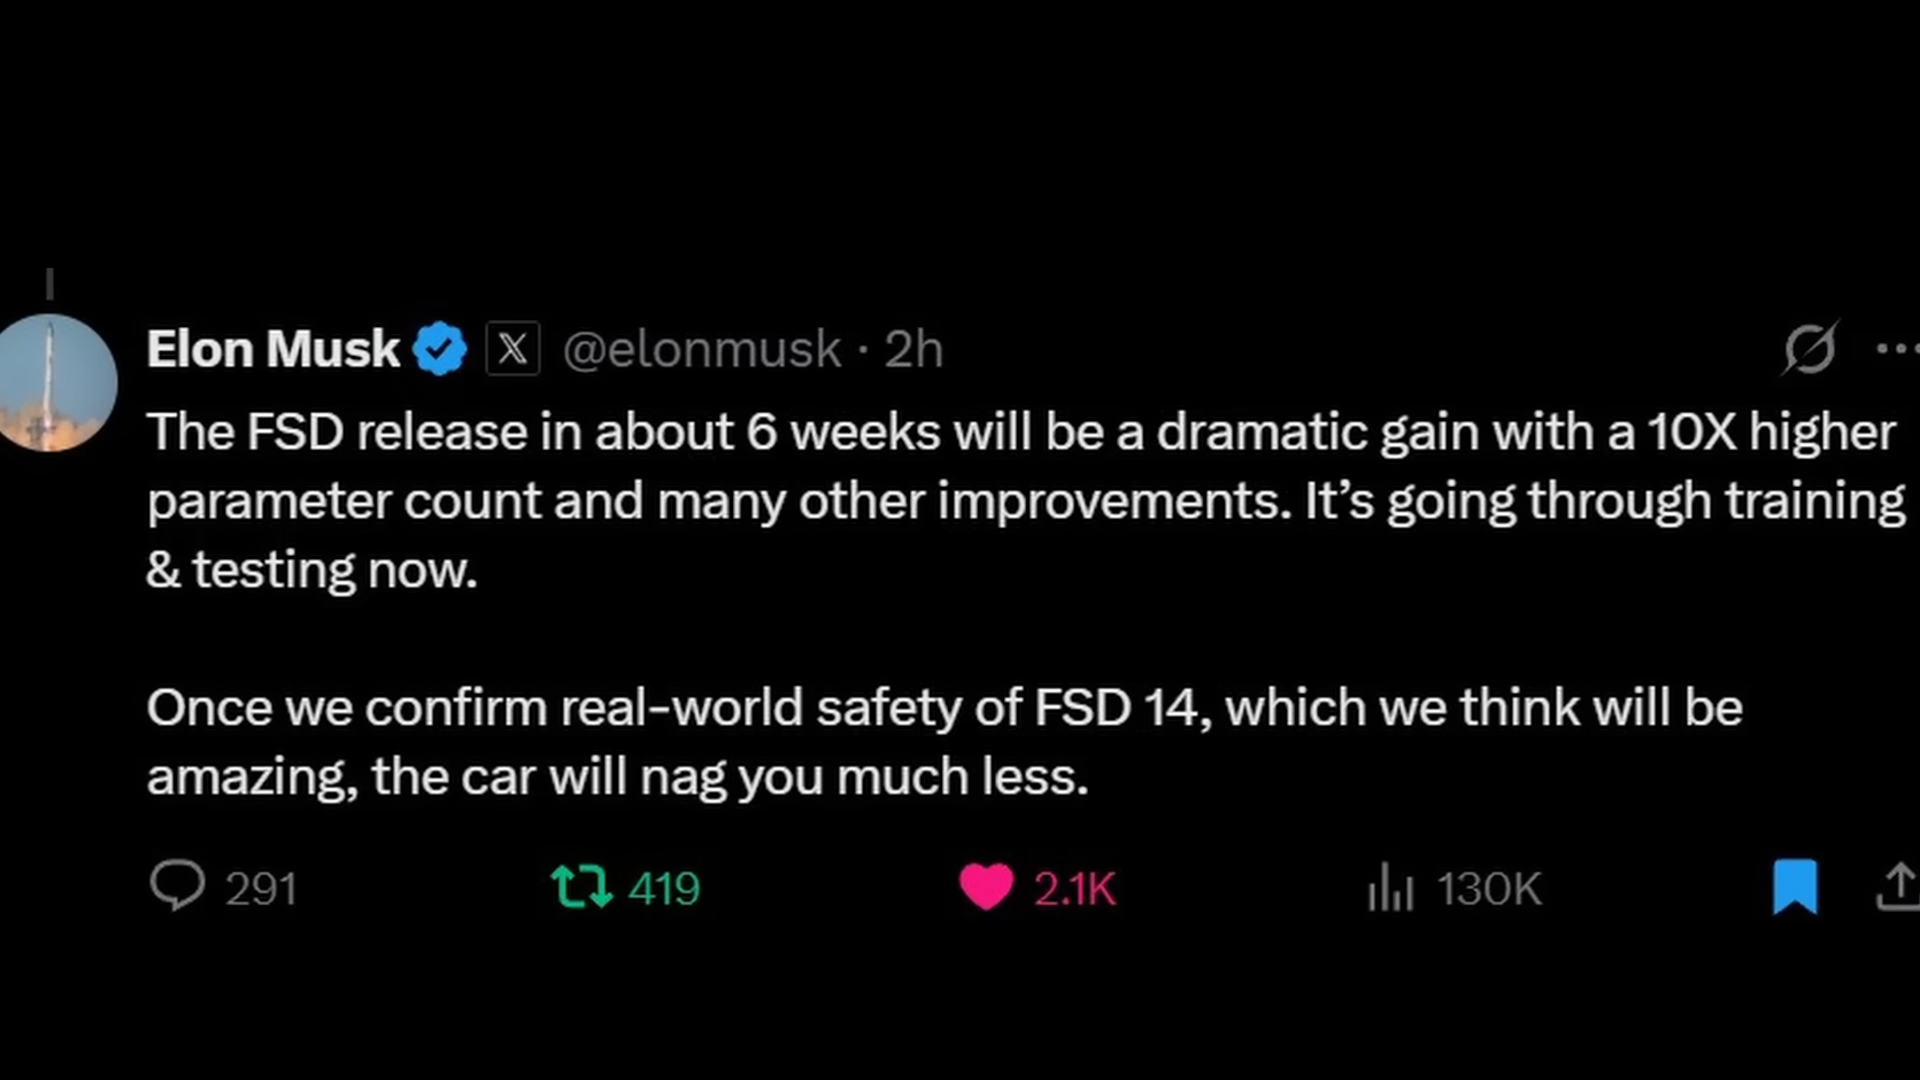 Elon Musk X @elonmusk · 2h
The FSD release in about 6 weeks will be a dramatic gain with a 10X higher
parameter count and many other improvements. It’s going through training
& testing now.
Once we confirm real-world safety of FSD 14, which we think will be
amazing, the car will nag you much less.
291 419 2.1K 130K